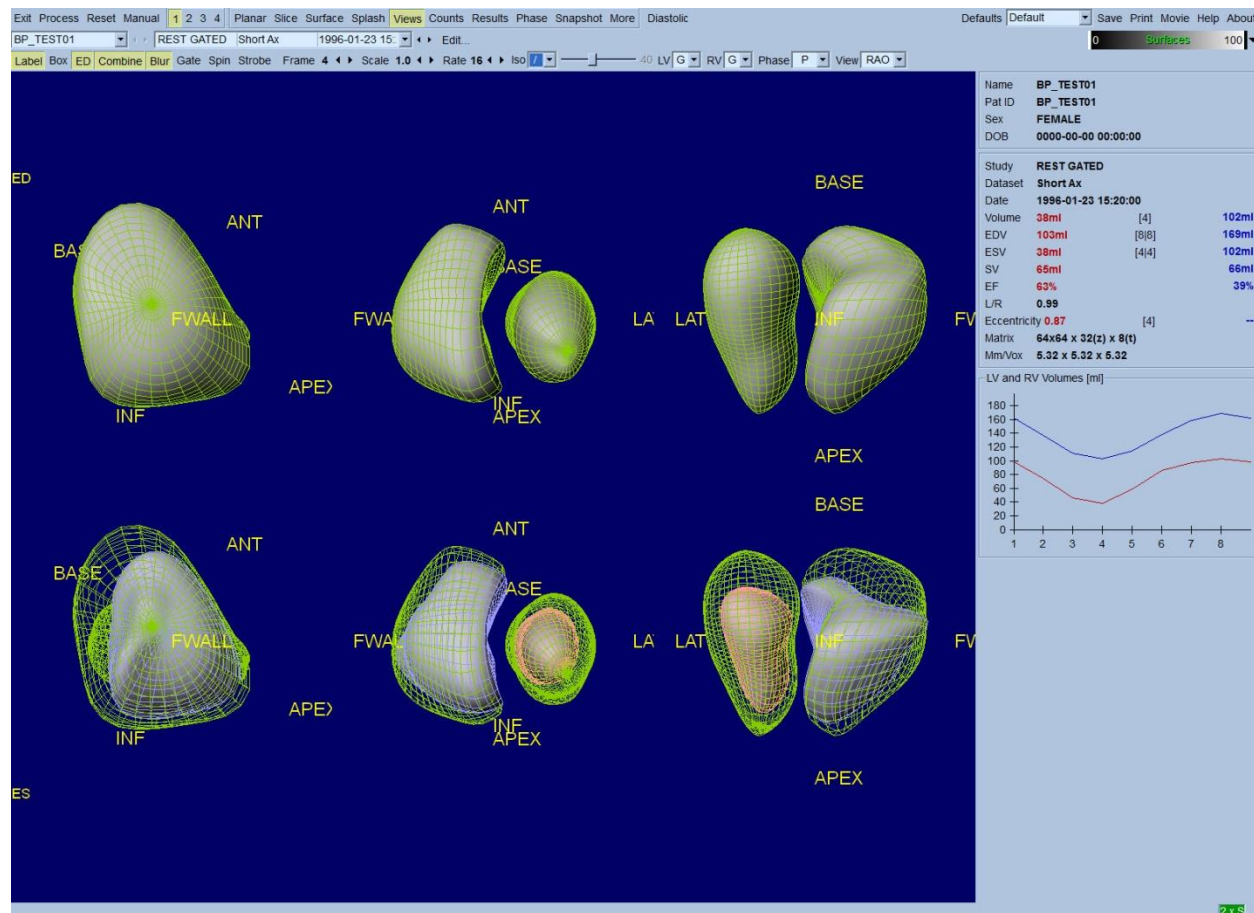 Exit Process Reset Manual 1 2 3 4 Planar Slice Surface Splash Views Counts Results Phase Snapshot More Diastolic Defaults Default Save Print Movie Help About
BP_TEST01 REST GATED Short Ax 1996-01-23 15: Edit...
0 Surfaces 100
Label Box ED Combine Blur Gate Spin Strobe Frame 4 Scale 1.0 Rate 16 Iso / 40 LV G RV G Phase P View RAO
Name BP_TEST01
Pat ID BP_TEST01
Sex FEMALE
DOB 0000-00-00 00:00:00
Study REST GATED
Dataset Short Ax
Date 1996-01-23 15:20:00
Volume 38ml [4] 102ml
EDV 103ml [8|8] 169ml
ESV 38ml [4|4] 102ml
SV 65ml 66ml
EF 63% 39%
L/R 0.99
Eccentricity 0.87 [4] --
Matrix 64x64 x 32(z) x 8(t)
Mm/Vox 5.32 x 5.32 x 5.32
LV and RV Volumes [ml]
180
160
140
120
100
80
60
40
20
0
1 2 3 4 5 6 7 8
ED
ANT
BAS
FWALL
APEX
INF
ANT
BASE
FWA
LA
INF
APEX
BASE
LAT
INF
FW
APEX
ANT
BASE
FWALL
APEX
INF
ANT
BASE
FWAL
LA
INF
APEX
BASE
LAT
INF
FW
APEX
ES
2 x S